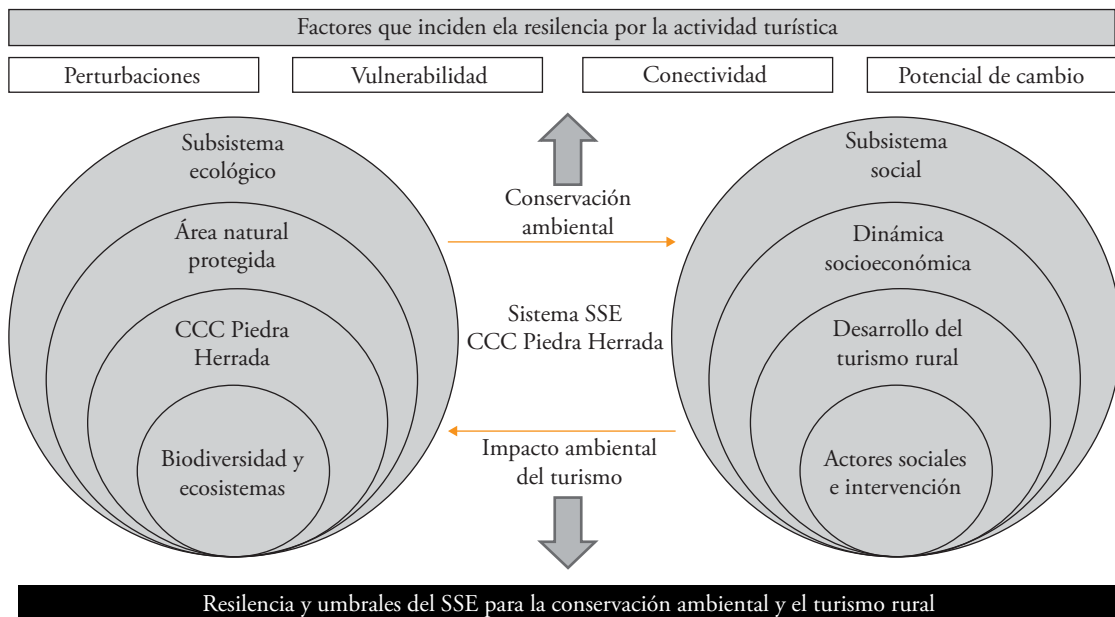 Factores que inciden ela resilencia por la actividad turística
Perturbaciones
Vulnerabilidad
Conectividad
Potencial de cambio
Subsistema
ecológico
Área natural
protegida
CCC Piedra
Herrada
Biodiversidad y
ecosistemas
Conservación
ambiental
Sistema SSE
CCC Piedra Herrada
Impacto ambiental
del turismo
Subsistema
social
Dinámica
socioeconómica
Desarrollo del
turismo rural
Actores sociales
e intervención
Resilencia y umbrales del SSE para la conservación ambiental y el turismo rural